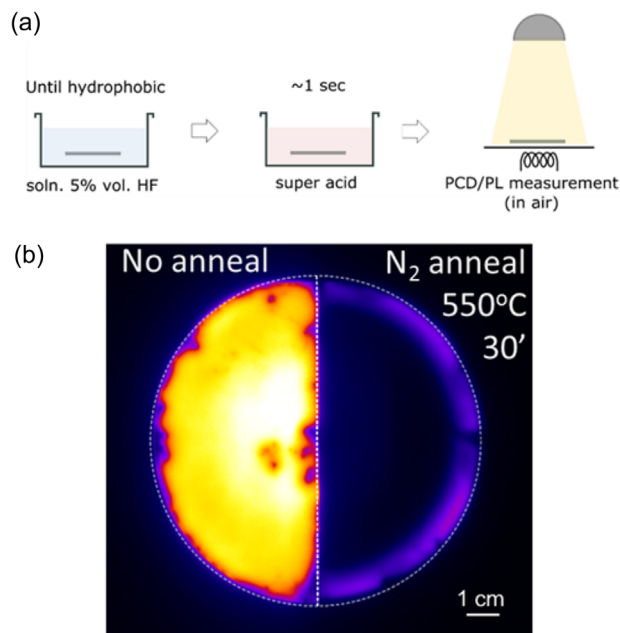 (a)
Until hydrophobic
~1 sec
soln. 5% vol. HF
super acid
PCD/PL measurement
(in air)
(b)
No anneal
N₂ anneal
550°C
30'
1 cm